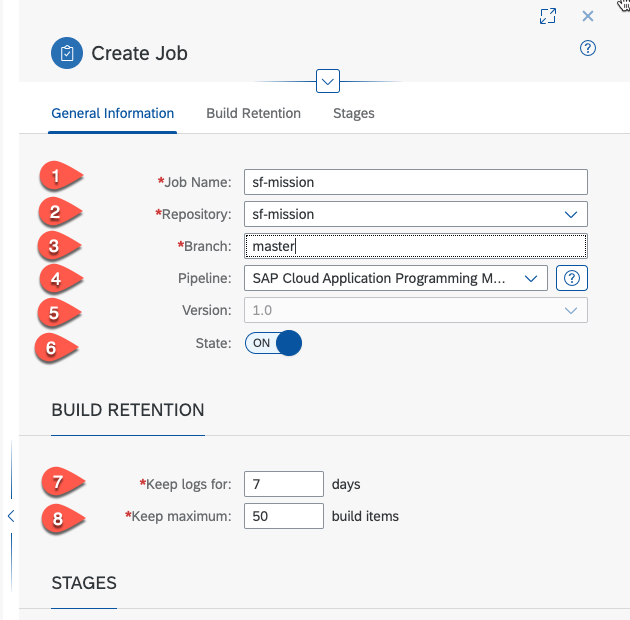 Create Job
?
General Information Build Retention Stages
1 *Job Name: sf-mission
2 *Repository: sf-mission
3 *Branch: master
4 Pipeline: SAP Cloud Application Programming M... ?
5 Version: 1.0
6 State: ON
BUILD RETENTION
7 *Keep logs for: 7 days
8 *Keep maximum: 50 build items
STAGES